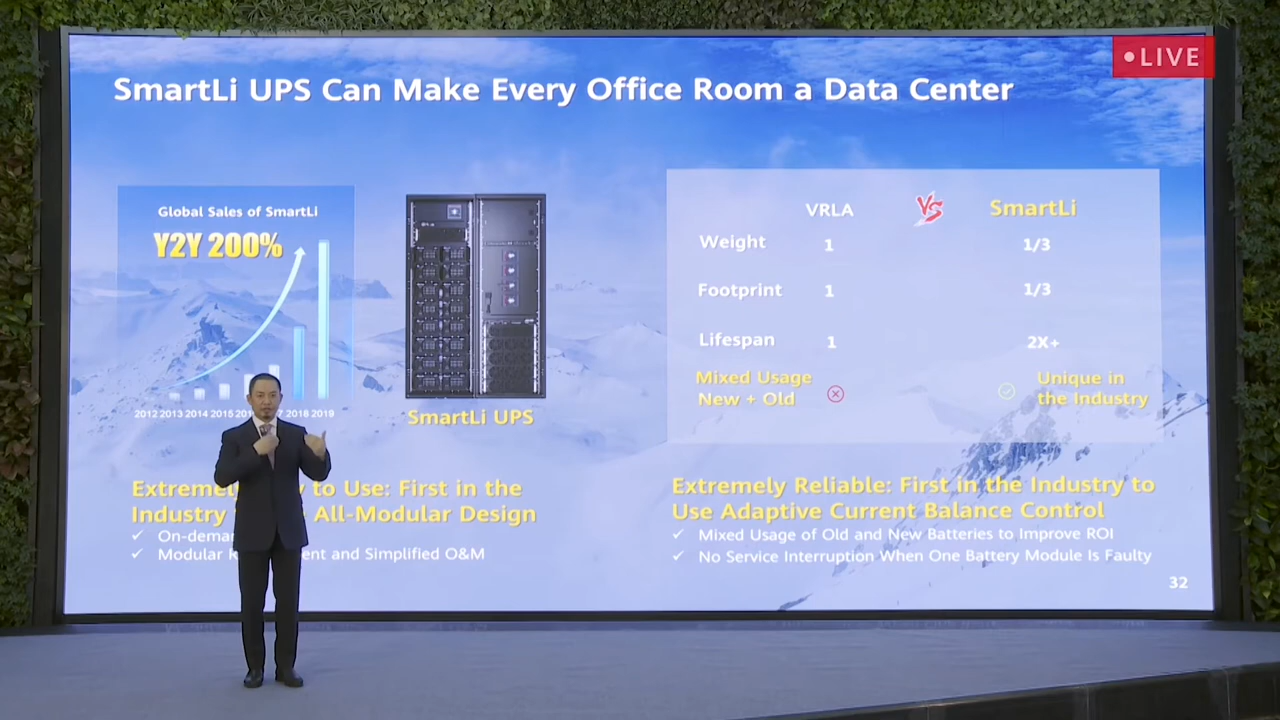 LIVE
SmartLi UPS Can Make Every Office Room a Data Center
Global Sales of SmartLi
Y2Y 200%
2012 2013 2014 2015 2018 2019
SmartLi UPS
VRLA VS SmartLi
Weight 1 1/3
Footprint 1 1/3
Lifespan 1 2X+
Mixed Usage
New + Old
Unique in
the Industry
Extremely to Use: First in the
Industry All-Modular Design
✓ On-demand
✓ Modular and Simplified O&M
Extremely Reliable: First in the Industry to
Use Adaptive Current Balance Control
✓ Mixed Usage of Old and New Batteries to Improve ROI
✓ No Service Interruption When One Battery Module Is Faulty
32